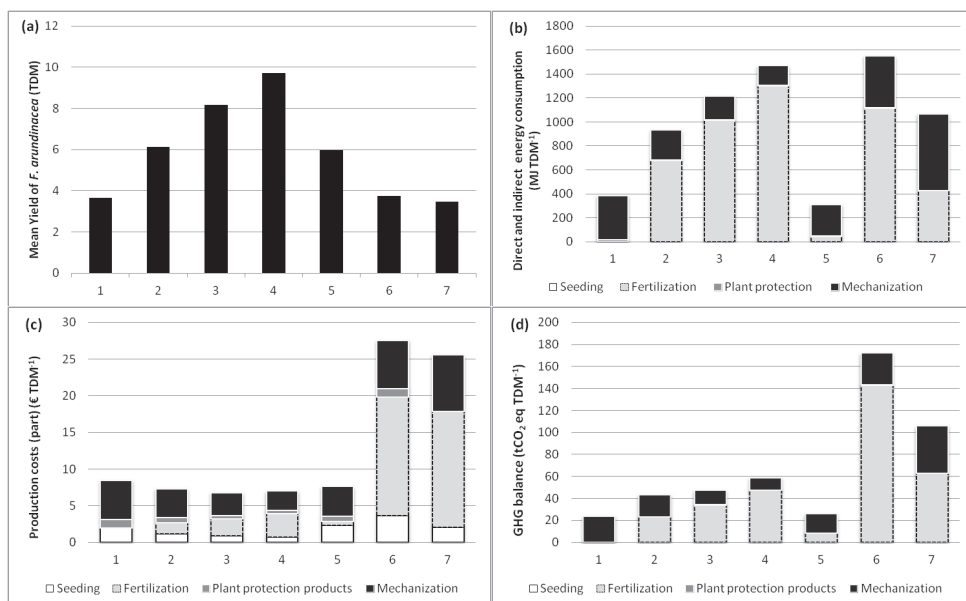 (a)
Mean Yield of F. arundinacea (TDM)
12
10
8
6
4
2
0
1 2 3 4 5 6 7
(b)
Direct and indirect energy consumption
(MJ TDM⁻¹)
1800
1600
1400
1200
1000
800
600
400
200
0
1 2 3 4 5 6 7
Seeding Fertilization Plant protection Mechanization
(c)
Production costs (part) (€ TDM⁻¹)
30
25
20
15
10
5
0
1 2 3 4 5 6 7
Seeding Fertilization Plant protection products Mechanization
(d)
GHG balance (tCO₂ eq TDM⁻¹)
200
180
160
140
120
100
80
60
40
20
0
1 2 3 4 5 6 7
Seeding Fertilization Plant protection products Mechanization